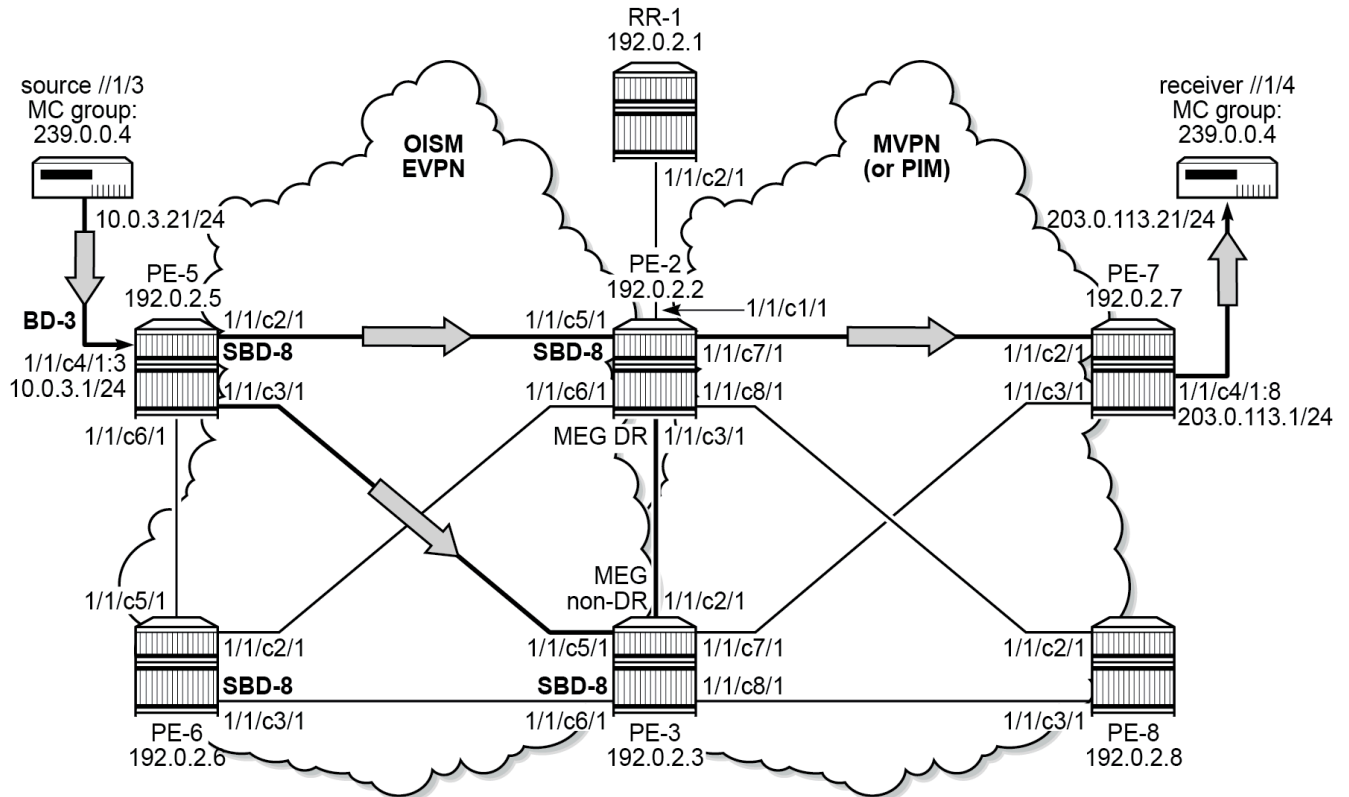 RR-1
192.0.2.1
source //1/3
MC group:
239.0.0.4
receiver //1/4
MC group:
239.0.0.4
OISM
EVPN
MVPN
(or PIM)
1/1/c2/1
10.0.3.21/24
203.0.113.21/24
PE-5
192.0.2.5
PE-2
192.0.2.2
PE-7
192.0.2.7
1/1/c1/1
BD-3
1/1/c2/1
1/1/c5/1
SBD-8
SBD-8
1/1/c7/1
1/1/c2/1
1/1/c4/1:3
10.0.3.1/24
1/1/c3/1
1/1/c6/1
1/1/c8/1
1/1/c3/1
1/1/c4/1:8
203.0.113.1/24
1/1/c6/1
MEG DR
1/1/c3/1
MEG
non-DR
1/1/c2/1
1/1/c5/1
1/1/c2/1
1/1/c5/1
1/1/c7/1
1/1/c2/1
SBD-8
SBD-8
1/1/c8/1
1/1/c3/1
1/1/c6/1
1/1/c3/1
PE-6
192.0.2.6
PE-3
192.0.2.3
PE-8
192.0.2.8